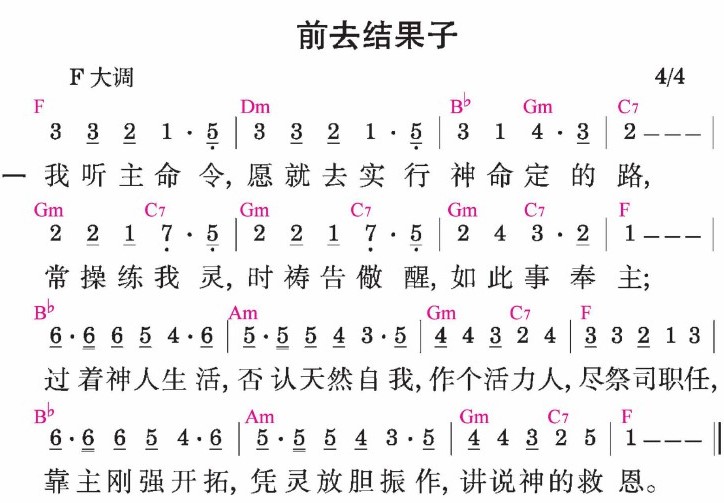 前去结果子
F 大调 4/4
F Dm B♭ Gm C7
3 3 2 1 · 5 | 3 3 2 1 · 5 | 3 1 4 · 3 | 2 – – – |
一 我听主命令, 愿就去实行神命定的路,
Gm C7 Gm C7 Gm C7 F
2 2 1 7 · 5 | 2 2 1 7 · 5 | 2 4 3 · 2 | 1 – – – |
常操练我灵, 时祷告儆醒, 如此事奉主;
B♭ Am Gm C7 F
6 · 6 6 5 4 · 6 | 5 · 5 5 4 3 · 5 | 4 4 3 2 4 | 3 3 2 1 3 |
过着神人生活, 否认天然自我, 作个活力人, 尽祭司职任,
B♭ Am Gm C7 F
6 · 6 6 5 4 · 6 | 5 · 5 5 4 3 · 5 | 4 4 3 2 5 | 1 – – – ‖
靠主刚强开拓, 凭灵放胆振作, 讲说神的救恩。